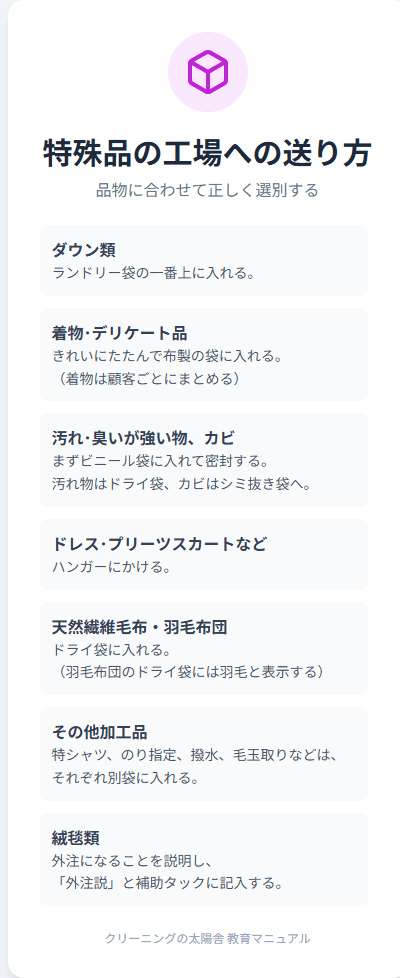 特殊品の工場への送り方
品物に合わせて正しく選別する
ダウン類
ランドリー袋の一番上に入れる。
着物･デリケート品
きれいにたたんで布製の袋に入れる。
（着物は顧客ごとにまとめる）
汚れ･臭いが強い物、カビ
まずビニール袋に入れて密封する。
汚れ物はドライ袋、カビはシミ抜き袋へ。
ドレス･プリーツスカートなど
ハンガーにかける。
天然繊維毛布・羽毛布団
ドライ袋に入れる。
（羽毛布団のドライ袋には羽毛と表示する）
その他加工品
特シャツ、のり指定、撥水、毛玉取りなどは、
それぞれ別袋に入れる。
絨毯類
外注になることを説明し、
「外注説」と補助タックに記入する。
クリーニングの太陽舎 教育マニュアル